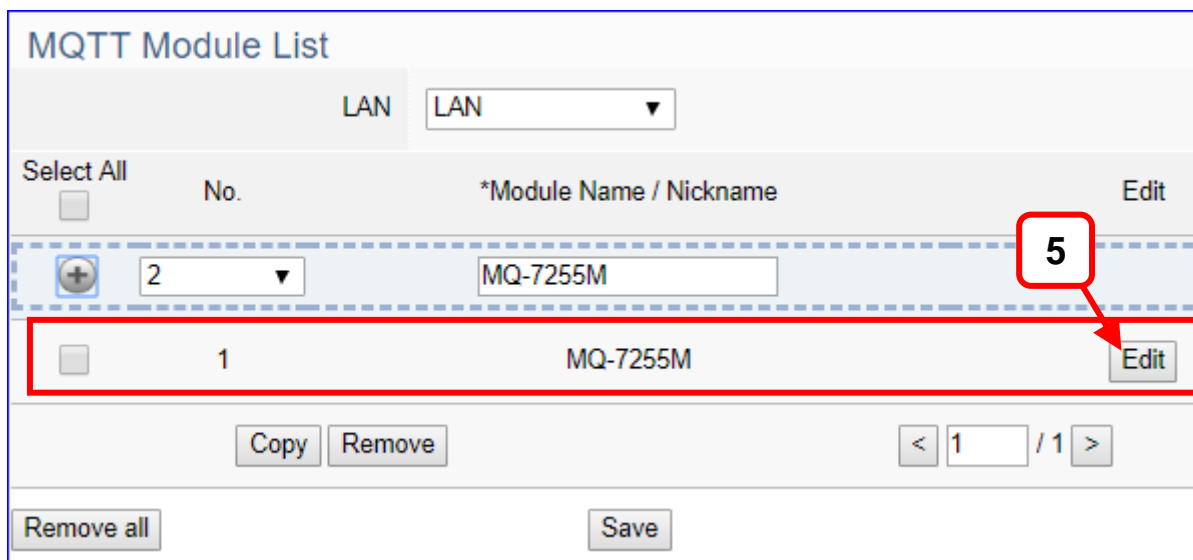 MQTT Module List
LAN LAN ▼
Select All
No. *Module Name / Nickname Edit
5
2 ▼ MQ-7255M
1 MQ-7255M Edit
Copy Remove < 1 / 1 >
Remove all Save